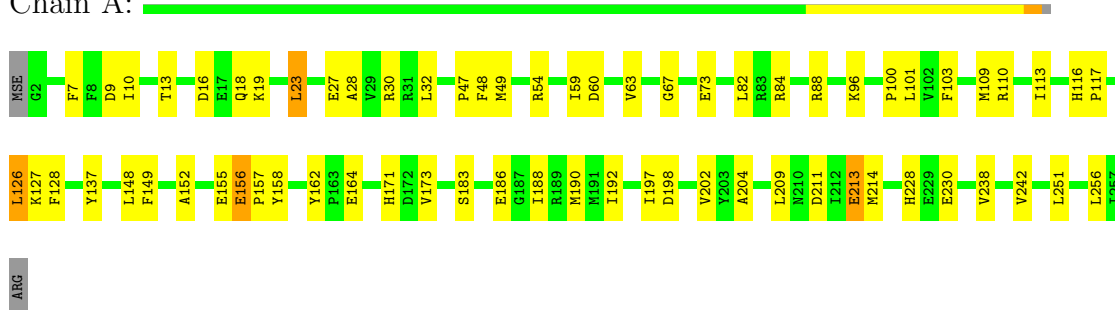 Chain A:
MSE G2 F7 F8 D9 I10 T13 D16 E17 Q18 K19 L23 E27 A28 V29 R30 R31 L32 P47 F48 M49 R54 I59 D60 V63 G67 E73 L82 R83 R84 R88 K96 P100 L101 V102 F103 M109 R110 I113 H116 P117
L126 K127 F128 Y137 L148 F149 A152 E155 E156 P157 Y158 Y162 P163 E164 H171 D172 V173 S183 E186 G187 I188 R189 M190 M191 I192 I197 D198 V202 Y203 A204 L209 N210 D211 I212 E213 M214 H228 E229 E230 V238 V242 L251 L256 I257
ARG